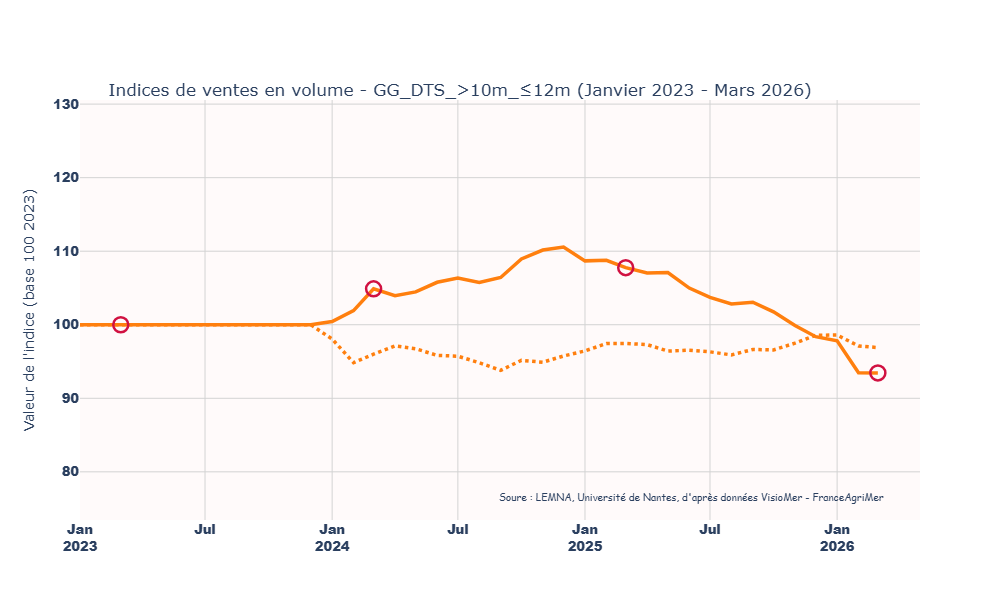 Indices de ventes en volume - GG_DTS_>10m_≤12m (Janvier 2023 - Mars 2026)
Valeur de l'indice (base 100 2023)
130
120
110
100
90
80
Soure : LEMNA, Université de Nantes, d'après données VisioMer - FranceAgriMer
Jan
2023
Jul
Jan
2024
Jul
Jan
2025
Jul
Jan
2026